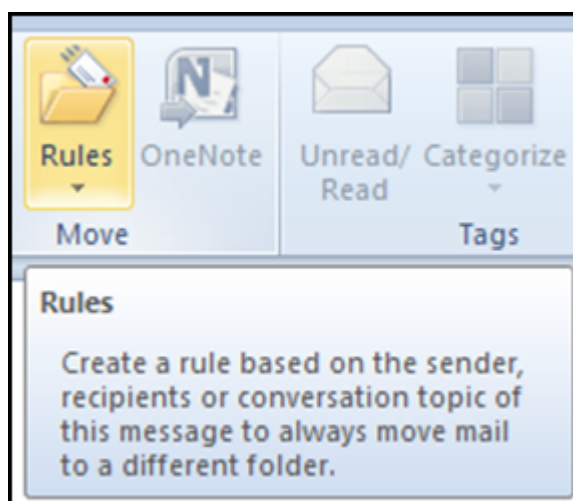 Rules OneNote Unread/ Categorize
Read
Move Tags
Rules
Create a rule based on the sender,
recipients or conversation topic of
this message to always move mail
to a different folder.